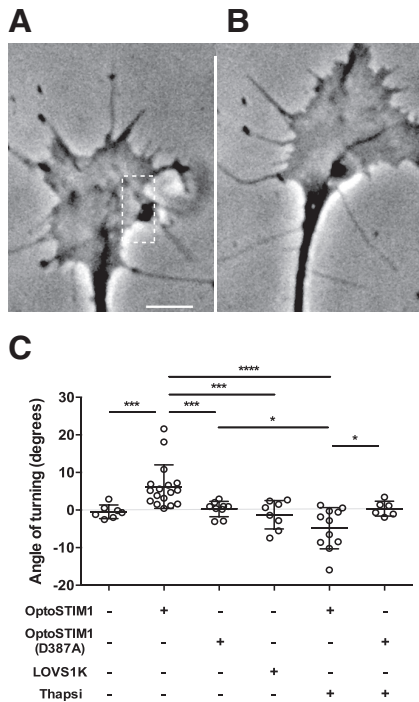 A B
C
**** 
***
*** ***
*
*
30
20
10
0
-10
-20
Angle of turning (degrees)
OptoSTIM1 - + - - + -
OptoSTIM1
(D387A) - - + - - +
LOVS1K - - - + - -
Thapsi - - - - + +